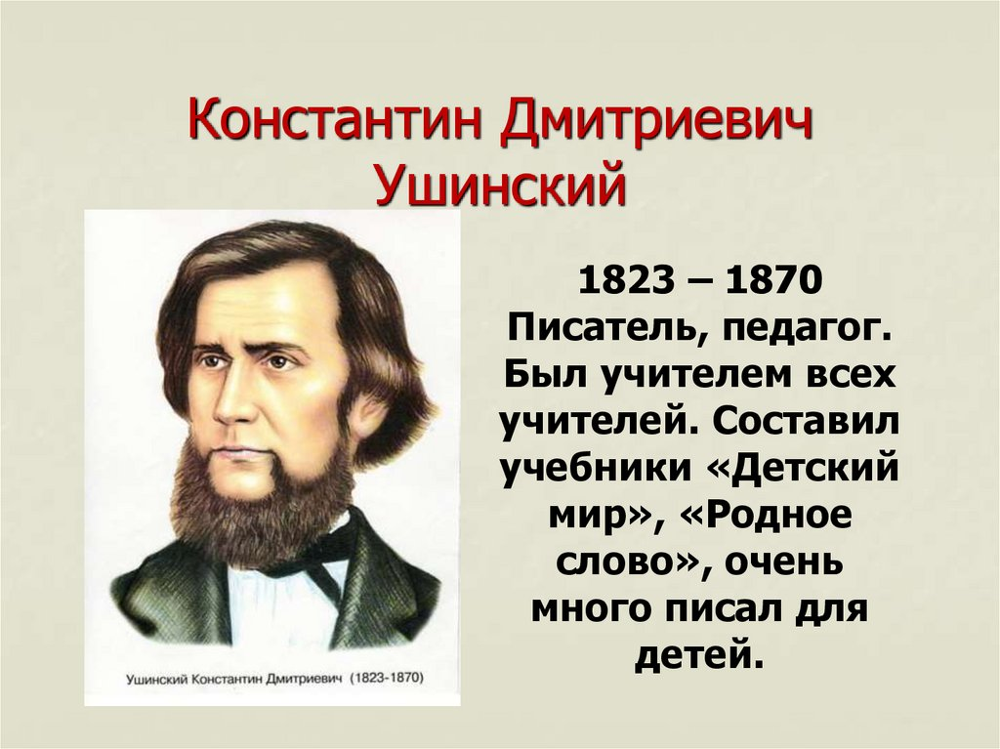 Константин Дмитриевич
Ушинский
1823 – 1870
Писатель, педагог.
Был учителем всех
учителей. Составил
учебники «Детский
мир», «Родное
слово», очень
много писал для
детей.
Ушинский Константин Дмитриевич (1823-1870)